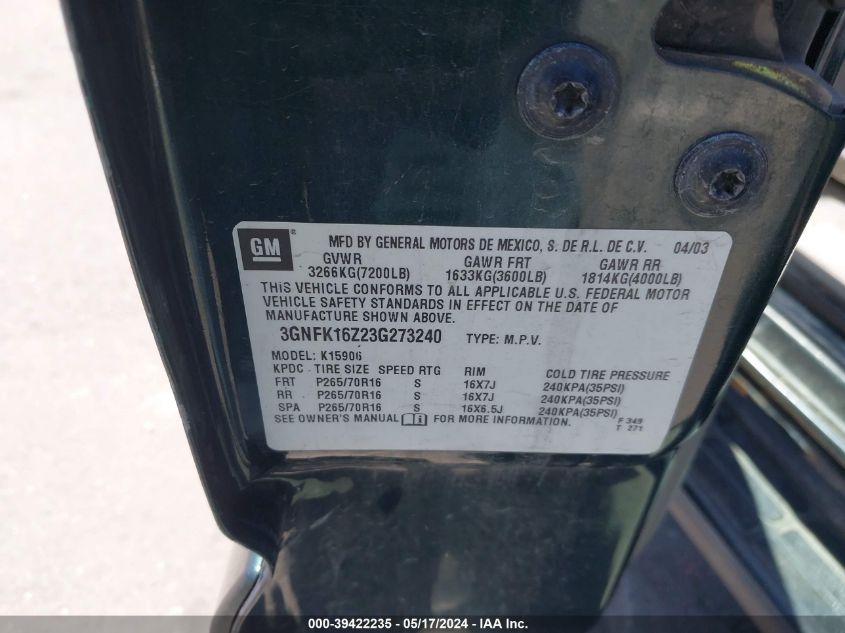 GM® MFD BY GENERAL MOTORS DE MEXICO, S. DE R.L. DE C.V. 04/03
GVWR GAWR FRT GAWR RR
3266KG(7200LB) 1633KG(3600LB) 1814KG(4000LB)
THIS VEHICLE CONFORMS TO ALL APPLICABLE U.S. FEDERAL MOTOR
VEHICLE SAFETY STANDARDS IN EFFECT ON THE DATE OF
MANUFACTURE SHOWN ABOVE.
3GNFK16Z23G273240 TYPE: M.P.V.
MODEL: K15906
KPDC TIRE SIZE SPEED RTG RIM COLD TIRE PRESSURE
FRT P265/70R16 S 16X7J 240KPA(35PSI)
RR P265/70R16 S 16X7J 240KPA(35PSI)
SPA P265/70R16 S 16X6.5J 240KPA(35PSI)
SEE OWNER'S MANUAL FOR MORE INFORMATION.
F 349
T 271
000-39422235 - 05/17/2024 - IAA Inc.